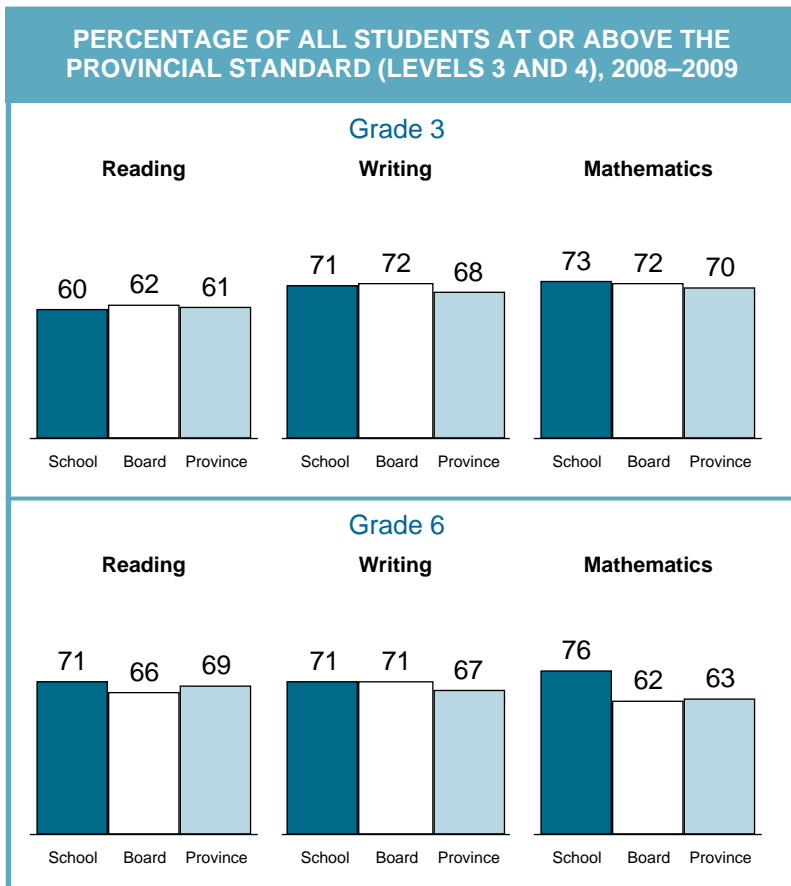 PERCENTAGE OF ALL STUDENTS AT OR ABOVE THE
PROVINCIAL STANDARD (LEVELS 3 AND 4), 2008–2009
Grade 3
Reading Writing Mathematics
60 62 61 71 72 68 73 72 70
School Board Province School Board Province School Board Province
Grade 6
Reading Writing Mathematics
71 66 69 71 71 67 76 62 63
School Board Province School Board Province School Board Province